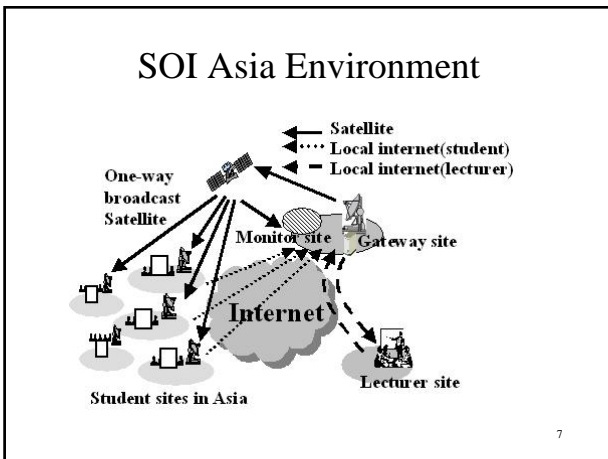 SOI Asia Environment
Satellite
Local internet(student)
Local internet(lecturer)
One-way
broadcast
Satellite
Monitor site
Gateway site
Internet
Lecturer site
Student sites in Asia
7